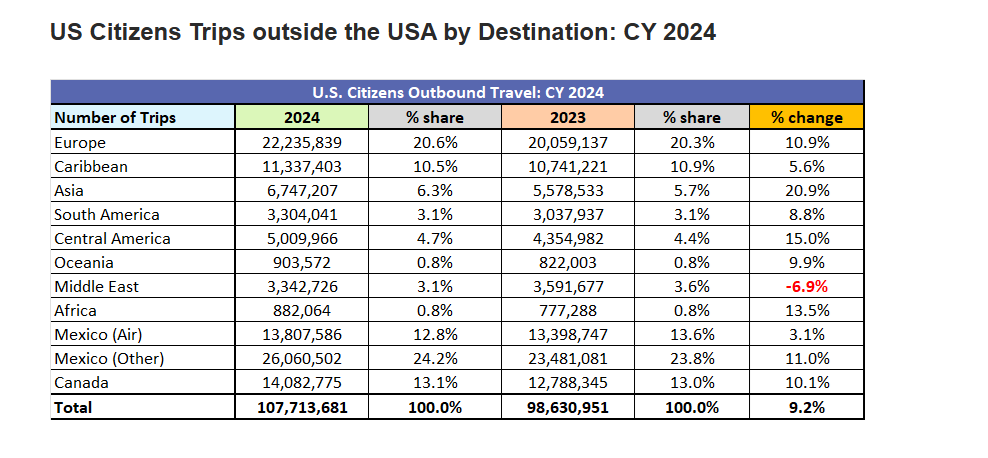 US Citizens Trips outside the USA by Destination: CY 2024
U.S. Citizens Outbound Travel: CY 2024
Number of Trips 2024 % share 2023 % share % change
Europe 22,235,839 20.6% 20,059,137 20.3% 10.9%
Caribbean 11,337,403 10.5% 10,741,221 10.9% 5.6%
Asia 6,747,207 6.3% 5,578,533 5.7% 20.9%
South America 3,304,041 3.1% 3,037,937 3.1% 8.8%
Central America 5,009,966 4.7% 4,354,982 4.4% 15.0%
Oceania 903,572 0.8% 822,003 0.8% 9.9%
Middle East 3,342,726 3.1% 3,591,677 3.6% -6.9%
Africa 882,064 0.8% 777,288 0.8% 13.5%
Mexico (Air) 13,807,586 12.8% 13,398,747 13.6% 3.1%
Mexico (Other) 26,060,502 24.2% 23,481,081 23.8% 11.0%
Canada 14,082,775 13.1% 12,788,345 13.0% 10.1%
Total 107,713,681 100.0% 98,630,951 100.0% 9.2%